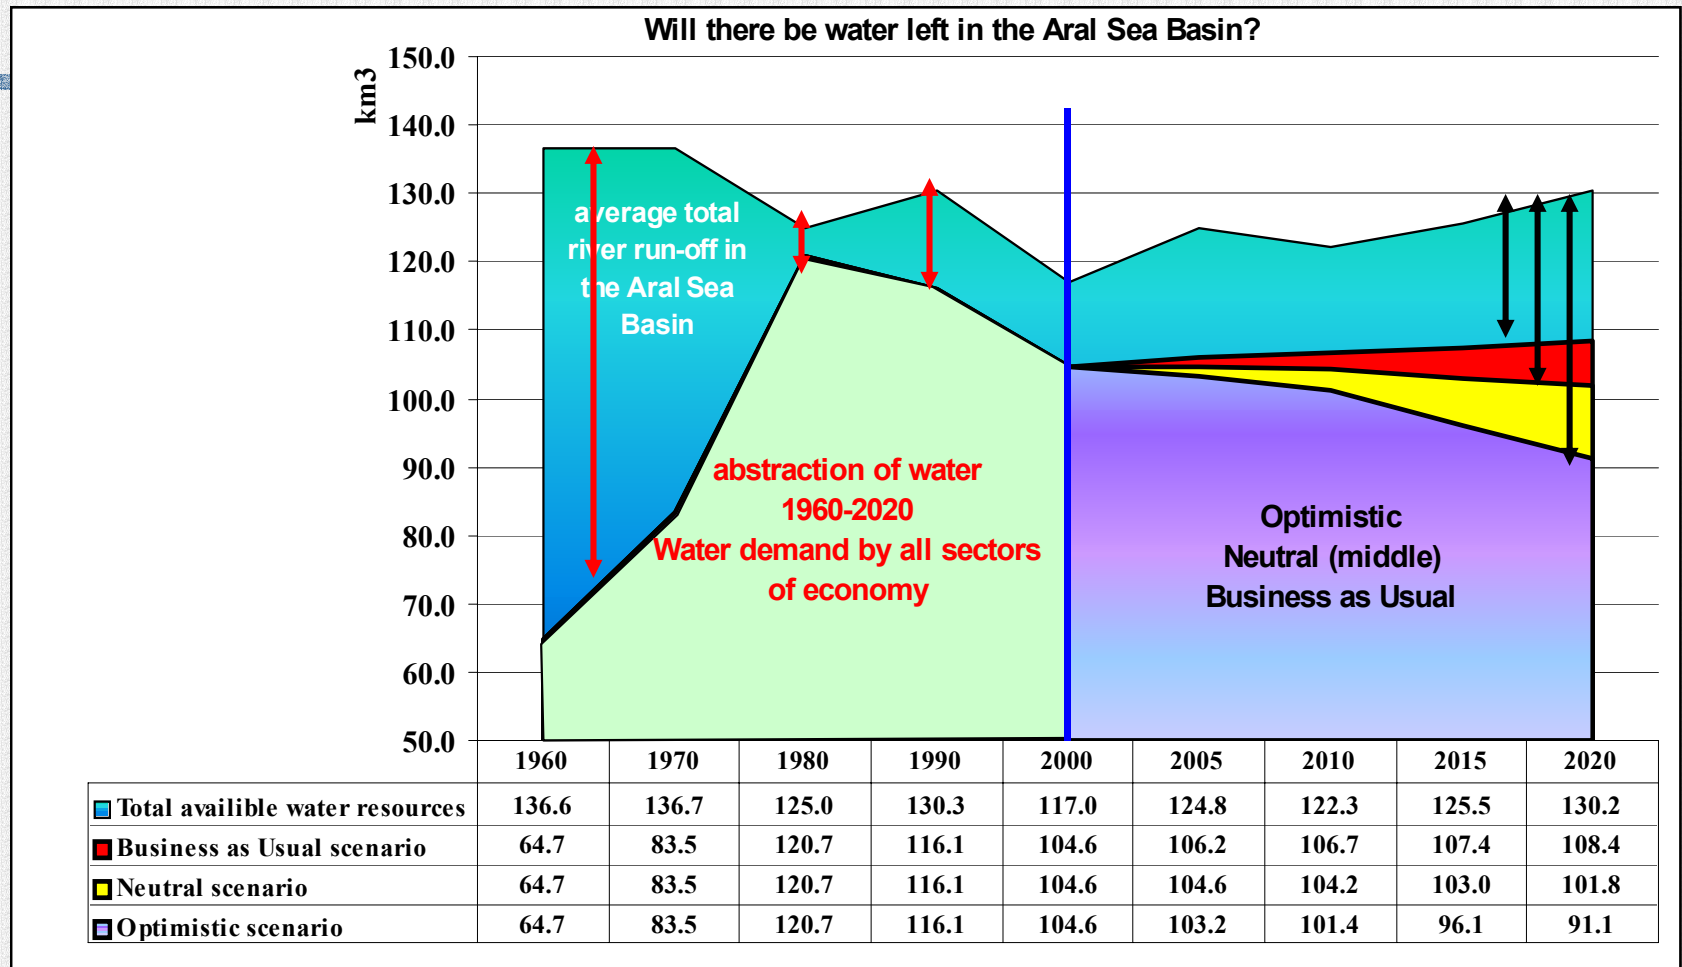 Will there be water left in the Aral Sea Basin?
km3
150.0
140.0
130.0
120.0
110.0
100.0
90.0
80.0
70.0
60.0
50.0
average total
river run-off in
the Aral Sea
Basin
abstraction of water
1960-2020
Water demand by all sectors
of economy
Optimistic
Neutral (middle)
Business as Usual
1960 1970 1980 1990 2000 2005 2010 2015 2020
Total availible water resources 136.6 136.7 125.0 130.3 117.0 124.8 122.3 125.5 130.2
Business as Usual scenario 64.7 83.5 120.7 116.1 104.6 106.2 106.7 107.4 108.4
Neutral scenario 64.7 83.5 120.7 116.1 104.6 104.6 104.2 103.0 101.8
Optimistic scenario 64.7 83.5 120.7 116.1 104.6 103.2 101.4 96.1 91.1